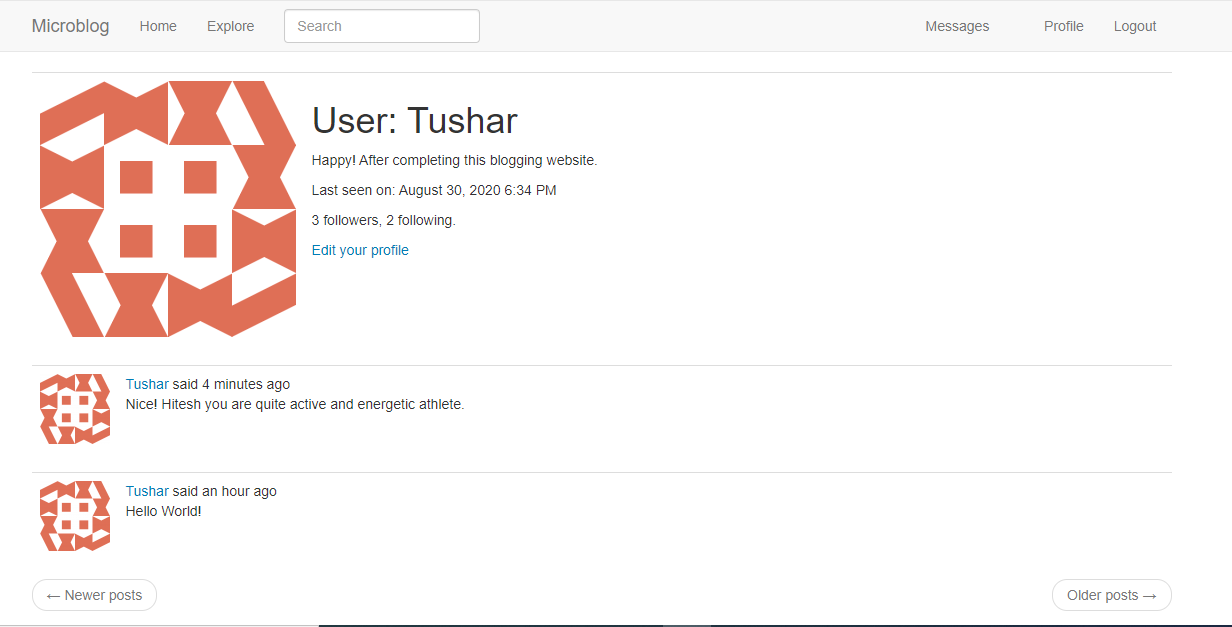 Microblog Home Explore Search Messages Profile Logout
User: Tushar
Happy! After completing this blogging website.
Last seen on: August 30, 2020 6:34 PM
3 followers, 2 following.
Edit your profile
Tushar said 4 minutes ago
Nice! Hitesh you are quite active and energetic athlete.
Tushar said an hour ago
Hello World!
← Newer posts Older posts →